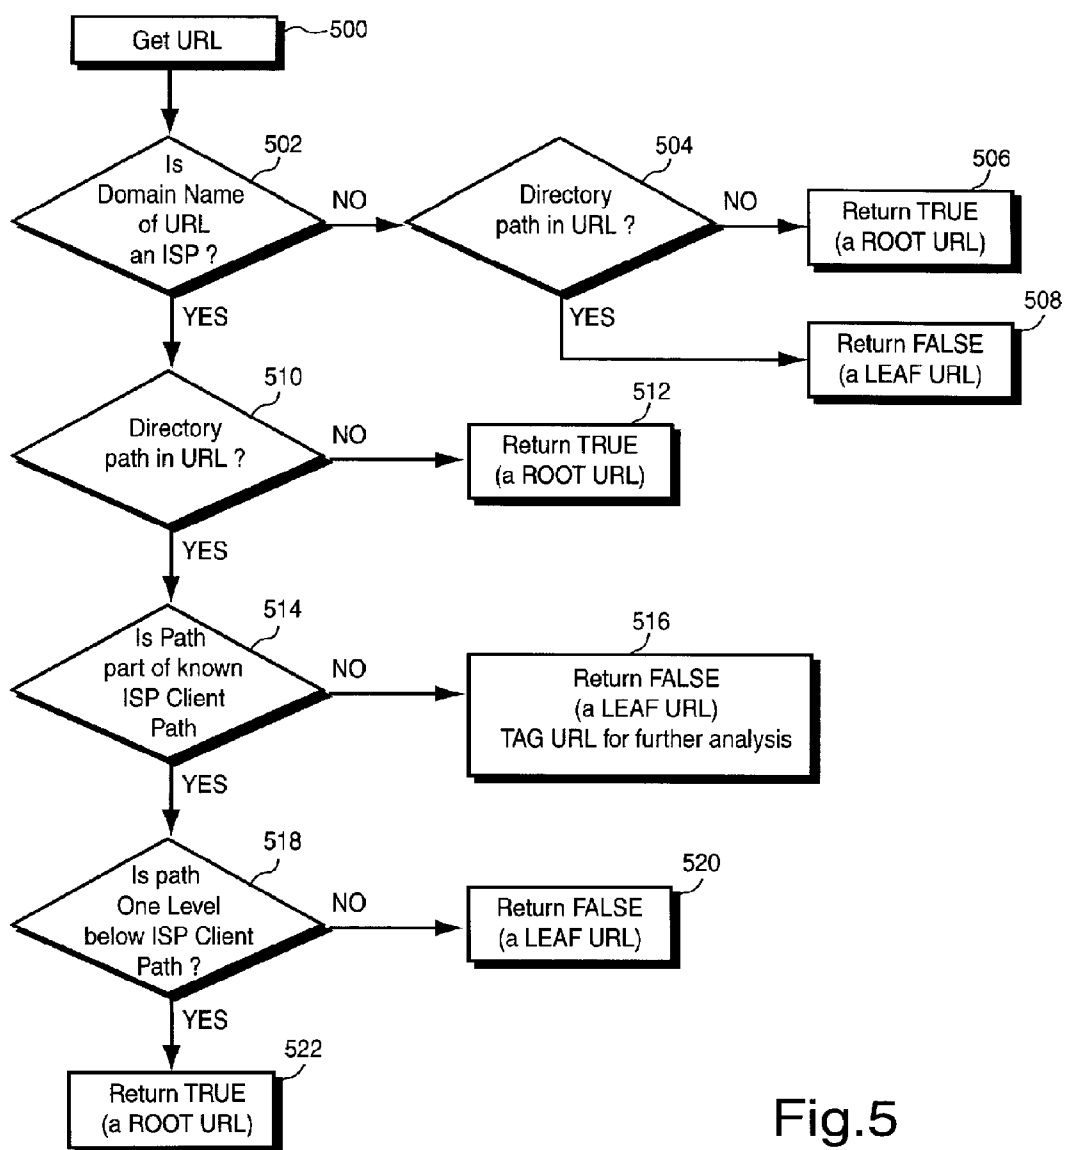 Get URL
500
502
Is
Domain Name
of URL
an ISP ?
NO
504
Directory
path in URL ?
NO
506
Return TRUE
(a ROOT URL)
YES
YES
508
Return FALSE
(a LEAF URL)
510
Directory
path in URL ?
NO
512
Return TRUE
(a ROOT URL)
YES
514
Is Path
part of known
ISP Client
Path
NO
516
Return FALSE
(a LEAF URL)
TAG URL for further analysis
YES
518
Is path
One Level
below ISP Client
Path ?
NO
520
Return FALSE
(a LEAF URL)
YES
522
Return TRUE
(a ROOT URL)
Fig.5